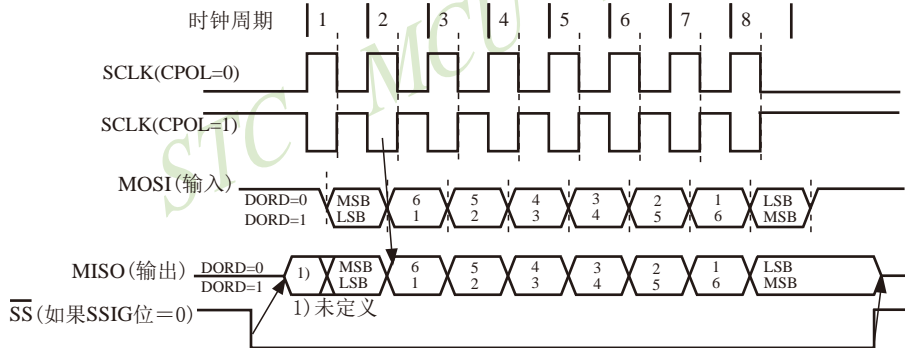 时钟周期 1 2 3 4 5 6 7 8
SCLK(CPOL=0)
SCLK(CPOL=1)
STC MCU
MOSI(输入)
DORD=0 MSB 6 5 4 3 2 1 LSB
DORD=1 LSB 1 2 3 4 5 6 MSB
MISO(输出)
DORD=0 1) MSB 6 5 4 3 2 1 LSB
DORD=1 LSB 1 2 3 4 5 6 MSB
1)未定义
SS(如果SSIG位=0)